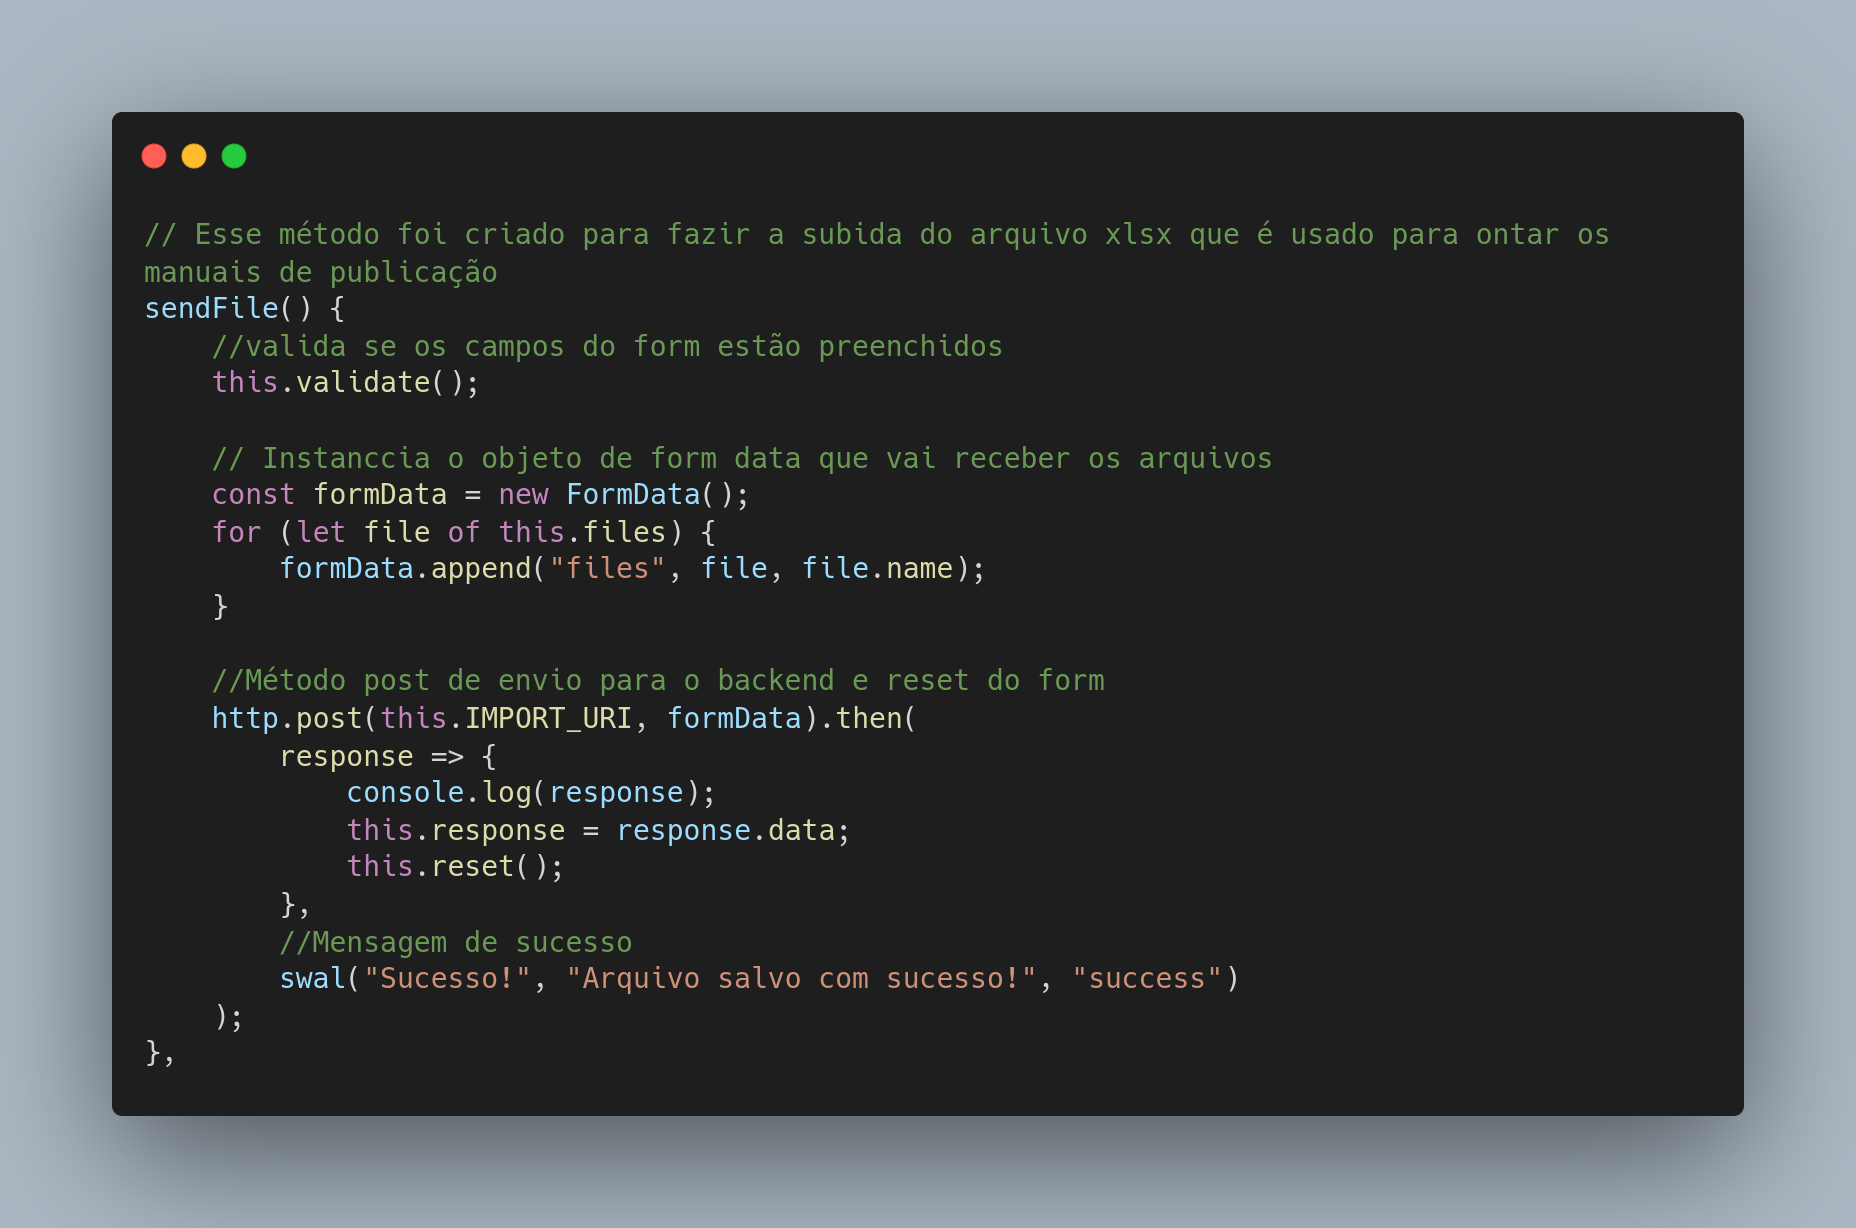 // Esse método foi criado para fazir a subida do arquivo xlsx que é usado para ontar os
manuais de publicação
sendFile() {
    //valida se os campos do form estão preenchidos
    this.validate();

    // Instanccia o objeto de form data que vai receber os arquivos
    const formData = new FormData();
    for (let file of this.files) {
        formData.append("files", file, file.name);
    }

    //Método post de envio para o backend e reset do form
    http.post(this.IMPORT_URI, formData).then(
        response => {
            console.log(response);
            this.response = response.data;
            this.reset();
        },
        //Mensagem de sucesso
        swal("Sucesso!", "Arquivo salvo com sucesso!", "success")
    );
},